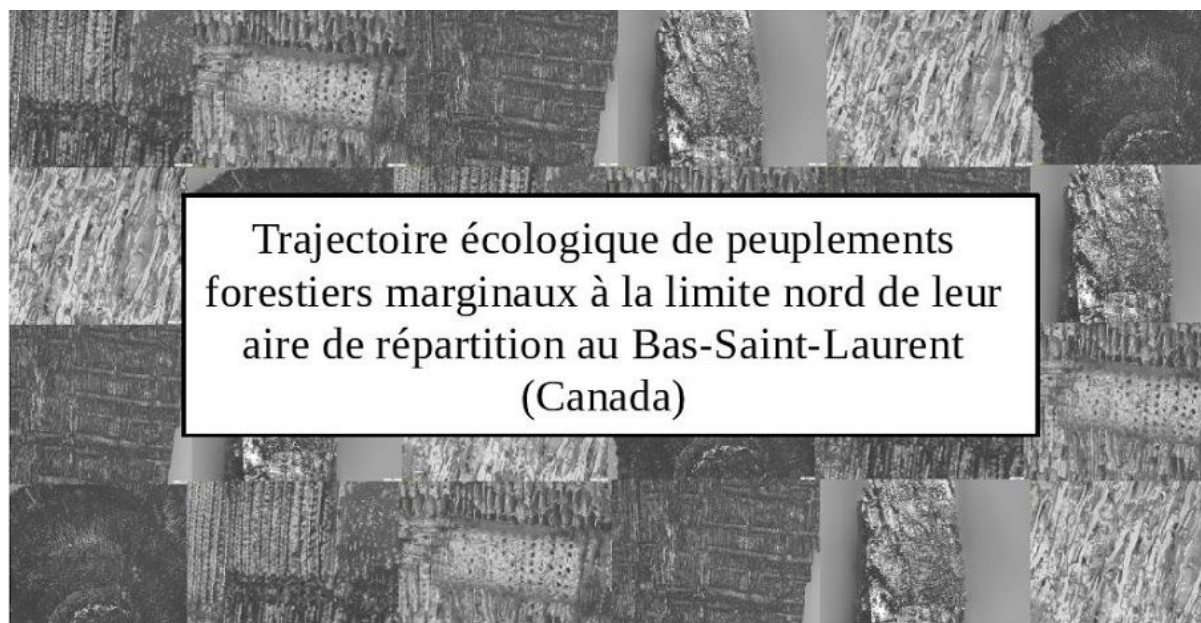 Trajectoire écologique de peuplements
forestiers marginaux à la limite nord de leur
aire de répartition au Bas-Saint-Laurent
(Canada)